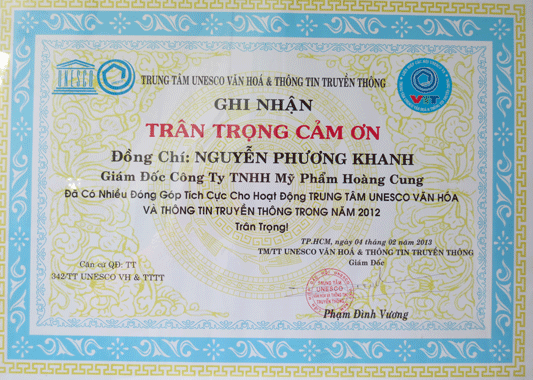 UNESCO
TRUNG TÂM UNESCO VĂN HOÁ & THÔNG TIN TRUYỀN THÔNG
GHI NHẬN
TRÂN TRỌNG CẢM ƠN
Đồng Chí: NGUYỄN PHƯƠNG KHANH
Giám Đốc Công Ty TNHH Mỹ Phẩm Hoàng Cung
Đã Có Nhiều Đóng Góp Tích Cực Cho Hoạt Động TRUNG TÂM UNESCO VĂN HÓA
VÀ THÔNG TIN TRUYỀN THÔNG TRONG NĂM 2012
Trân Trọng!
TP.HCM, ngày 04 tháng 02 năm 2013
TM/TT UNESCO VĂN HOÁ & THÔNG TIN TRUYỀN THÔNG
Giám Đốc
Căn cứ QĐ: TT
342/TT UNESCO VH & TTTT
TRUNG TÂM
UNESCO
Phạm Đình Vương